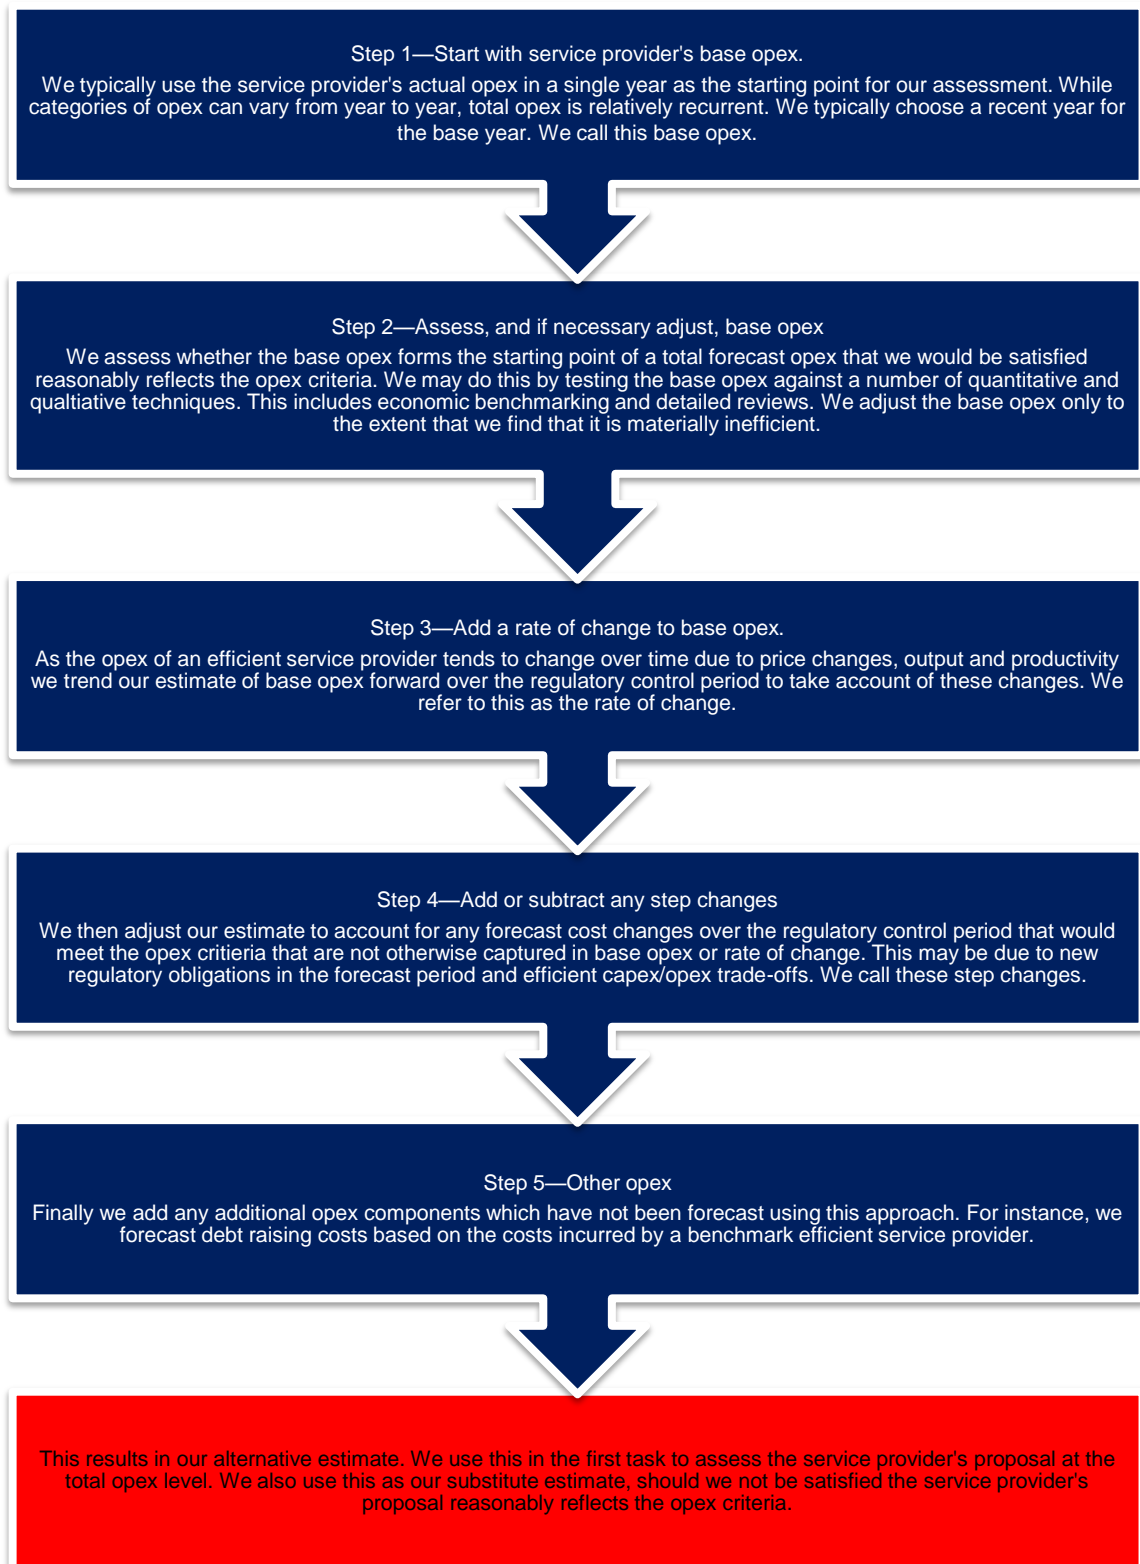 Step 1—Start with service provider's base opex.
We typically use the service provider's actual opex in a single year as the starting point for our assessment. While
categories of opex can vary from year to year, total opex is relatively recurrent. We typically choose a recent year for
the base year. We call this base opex.
Step 2—Assess, and if necessary adjust, base opex
We assess whether the base opex forms the starting point of a total forecast opex that we would be satisfied
reasonably reflects the opex criteria. We may do this by testing the base opex against a number of quantitative and
qualtiative techniques. This includes economic benchmarking and detailed reviews. We adjust the base opex only to
the extent that we find that it is materially inefficient.
Step 3—Add a rate of change to base opex.
As the opex of an efficient service provider tends to change over time due to price changes, output and productivity
we trend our estimate of base opex forward over the regulatory control period to take account of these changes. We
refer to this as the rate of change.
Step 4—Add or subtract any step changes
We then adjust our estimate to account for any forecast cost changes over the regulatory control period that would
meet the opex critieria that are not otherwise captured in base opex or rate of change. This may be due to new
regulatory obligations in the forecast period and efficient capex/opex trade-offs. We call these step changes.
Step 5—Other opex
Finally we add any additional opex components which have not been forecast using this approach. For instance, we
forecast debt raising costs based on the costs incurred by a benchmark efficient service provider.
This results in our alternative estimate. We use this in the first task to assess the service provider's proposal at the
total opex level. We also use this as our substitute estimate, should we not be satisfied the service provider's
proposal reasonably reflects the opex criteria.